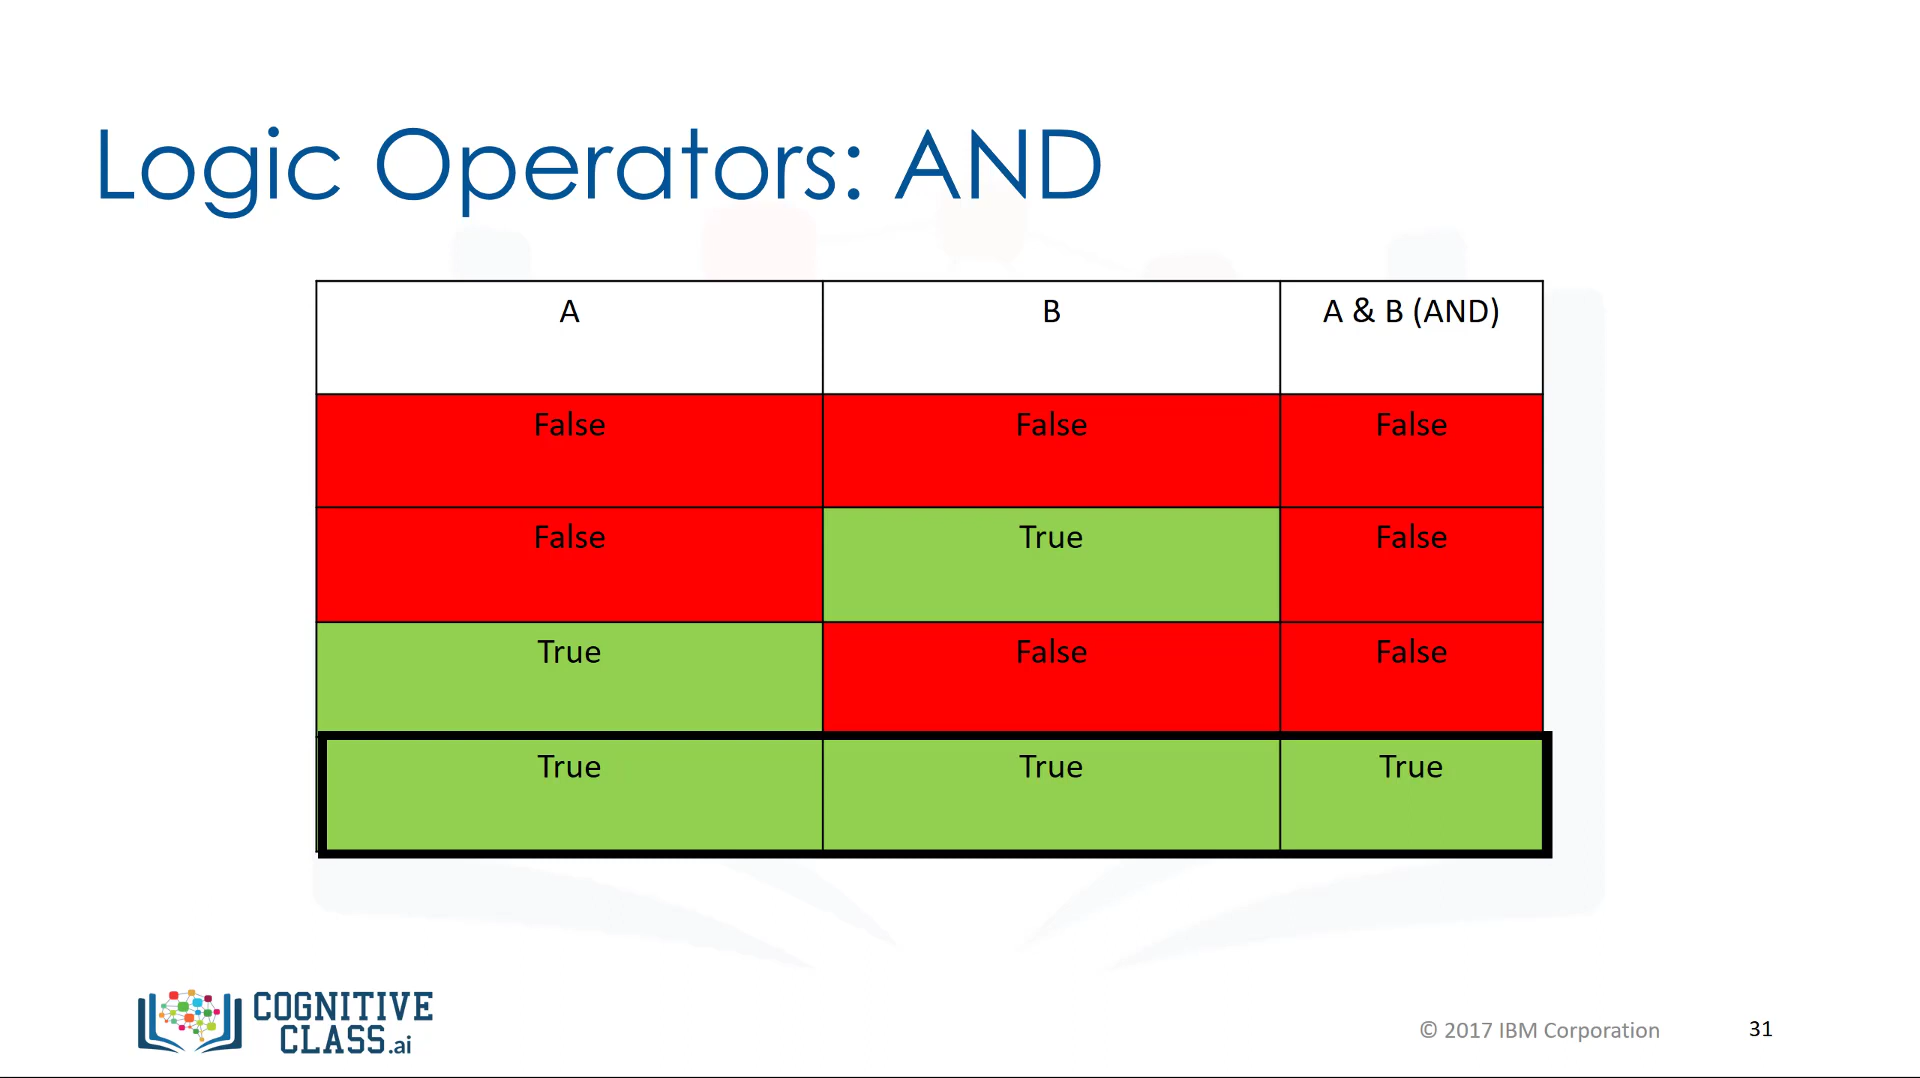 Logic Operators: AND
A B A & B (AND)
False False False
False True False
True False False
True True True
COGNITIVE
CLASS.ai
© 2017 IBM Corporation 31